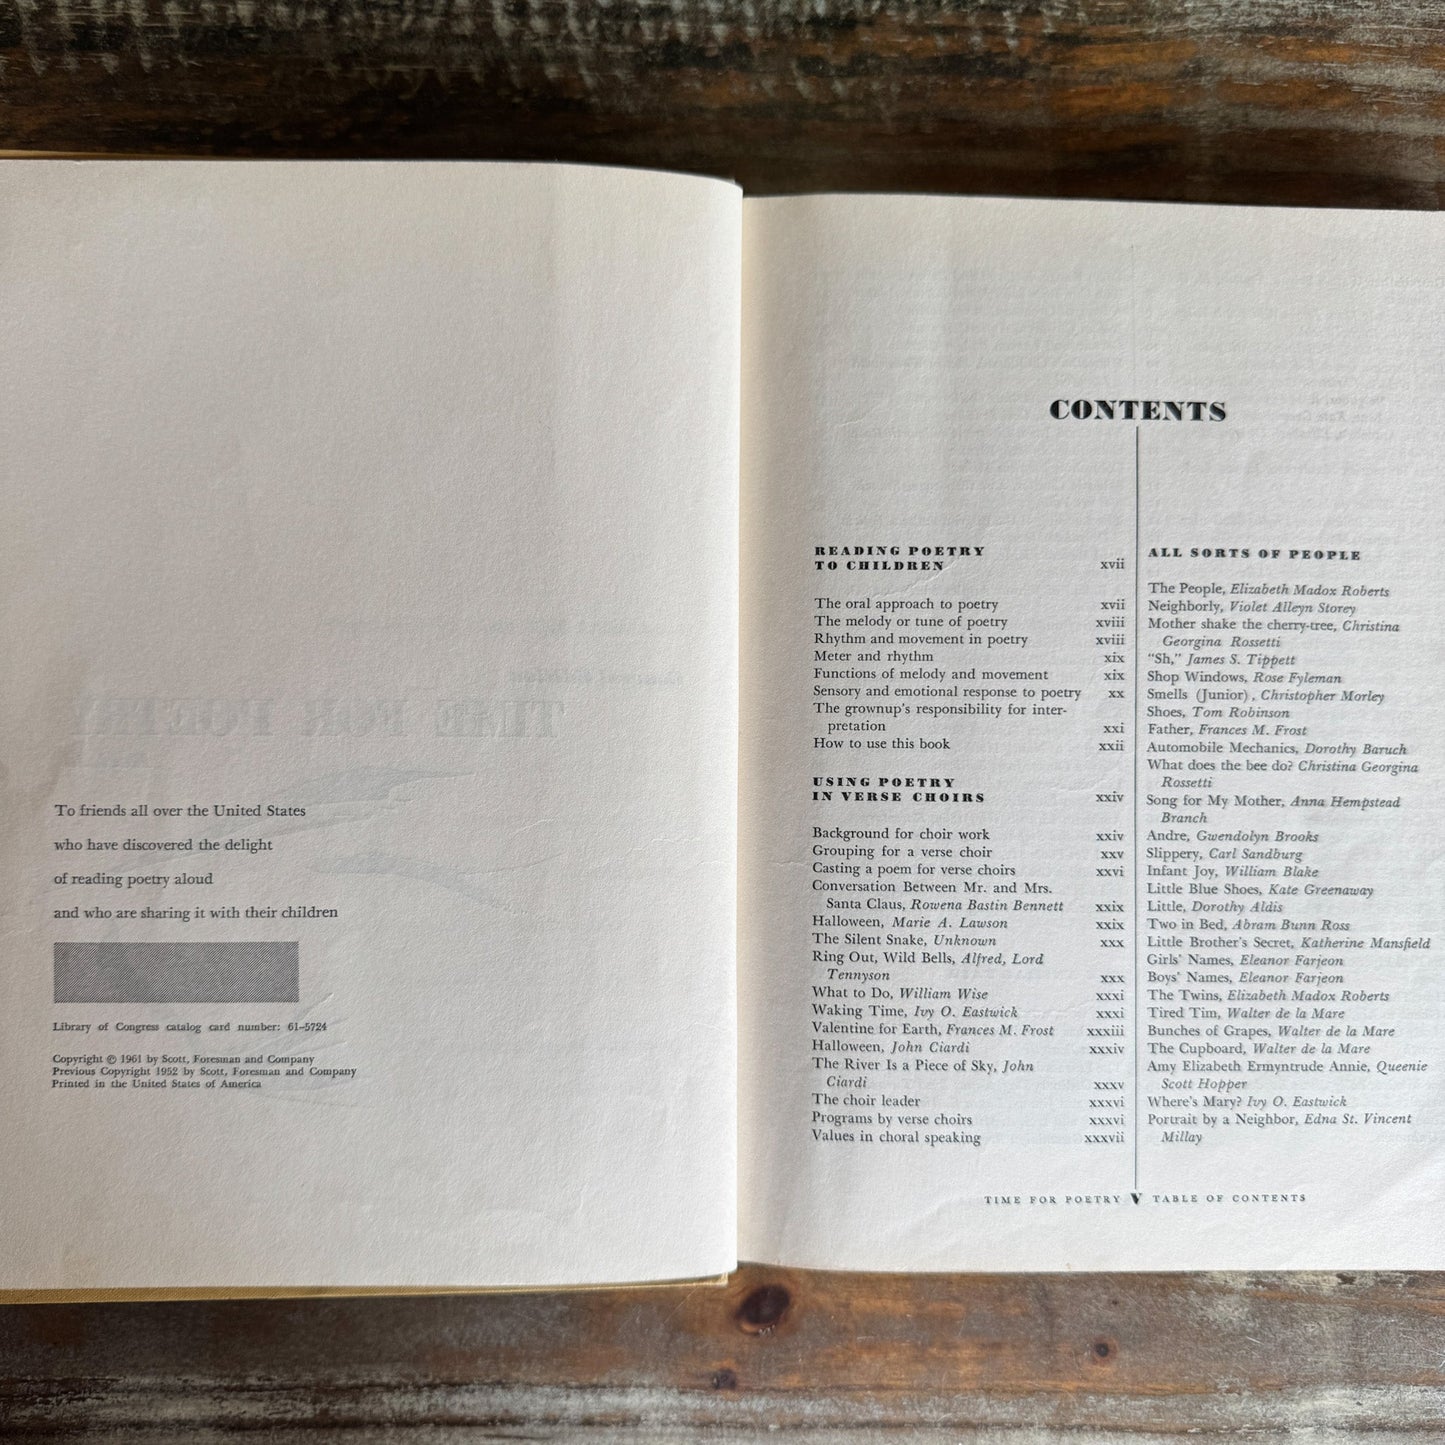 To friends all over the United States
who have discovered the delight
of reading poetry aloud
and who are sharing it with their children
Library of Congress catalog card number: 61–5724
Copyright © 1961 by Scott, Foresman and Company
Previous Copyright 1952 by Scott, Foresman and Company
Printed in the United States of America
CONTENTS
READING POETRY
TO CHILDREN xvii
The oral approach to poetry xvii
The melody or tune of poetry xviii
Rhythm and movement in poetry xviii
Meter and rhythm xix
Functions of melody and movement xix
Sensory and emotional response to poetry xx
The grownup's responsibility for inter-
pretation xxi
How to use this book xxii
USING POETRY
IN VERSE CHOIRS xxiv
Background for choir work xxiv
Grouping for a verse choir xxv
Casting a poem for verse choirs xxvi
Conversation Between Mr. and Mrs.
Santa Claus, Rowena Bastin Bennett xxix
Halloween, Marie A. Lawson xxix
The Silent Snake, Unknown xxx
Ring Out, Wild Bells, Alfred, Lord
Tennyson xxx
What to Do, William Wise xxxi
Waking Time, Ivy O. Eastwick xxxi
Valentine for Earth, Frances M. Frost xxxiii
Halloween, John Ciardi xxxiv
The River Is a Piece of Sky, John
Ciardi xxxv
The choir leader xxxvi
Programs by verse choirs xxxvi
Values in choral speaking xxxvii
ALL SORTS OF PEOPLE
The People, Elizabeth Madox Roberts
Neighborly, Violet Alleyn Storey
Mother shake the cherry-tree, Christina
Georgina Rossetti
"Sh," James S. Tippett
Shop Windows, Rose Fyleman
Smells (Junior), Christopher Morley
Shoes, Tom Robinson
Father, Frances M. Frost
Automobile Mechanics, Dorothy Baruch
What does the bee do? Christina Georgina
Rossetti
Song for My Mother, Anna Hempstead
Branch
Andre, Gwendolyn Brooks
Slippery, Carl Sandburg
Infant Joy, William Blake
Little Blue Shoes, Kate Greenaway
Little, Dorothy Aldis
Two in Bed, Abram Bunn Ross
Little Brother's Secret, Katherine Mansfield
Girls' Names, Eleanor Farjeon
Boys' Names, Eleanor Farjeon
The Twins, Elizabeth Madox Roberts
Tired Tim, Walter de la Mare
Bunches of Grapes, Walter de la Mare
The Cupboard, Walter de la Mare
Amy Elizabeth Ermyntrude Annie, Queenie
Scott Hopper
Where's Mary? Ivy O. Eastwick
Portrait by a Neighbor, Edna St. Vincent
Millay
TIME FOR POETRY V TABLE OF CONTENTS